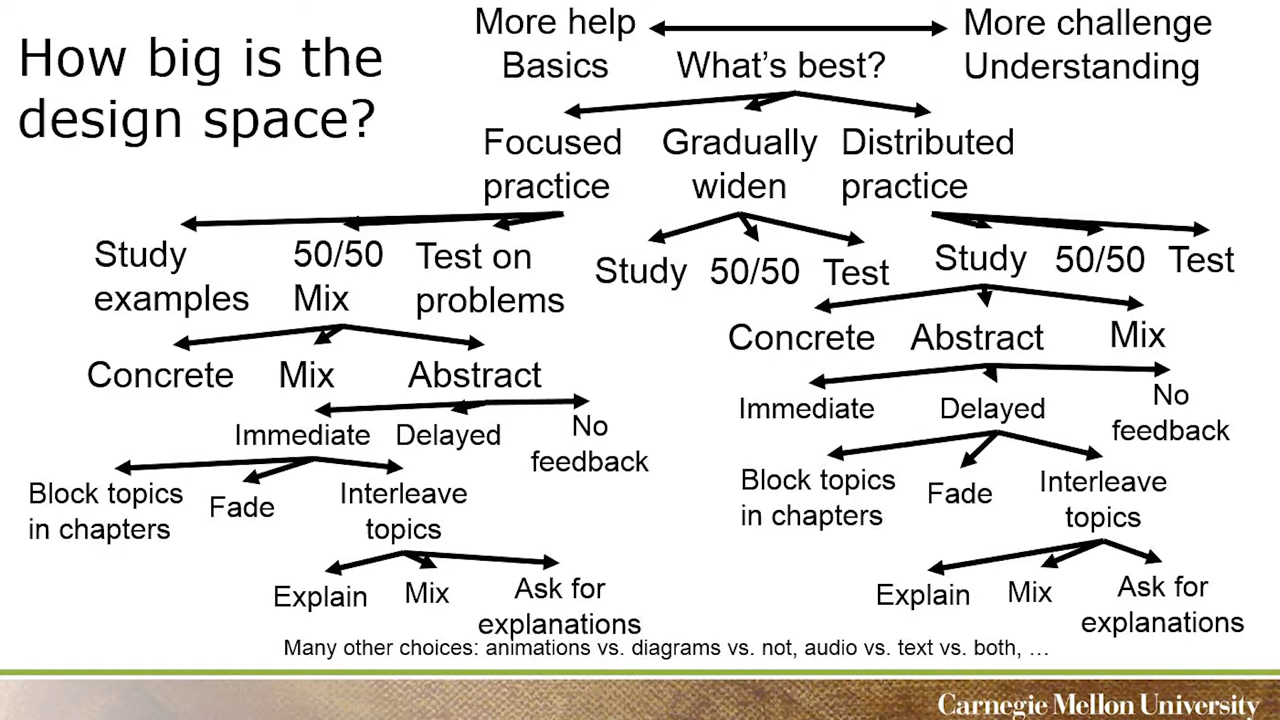 How big is the
design space?
More help
Basics
What's best?
More challenge
Understanding
Focused
practice
Gradually
widen
Distributed
practice
Study
examples
50/50
Mix
Test on
problems
Study
50/50
Test
Study
50/50
Test
Concrete
Mix
Abstract
Concrete
Abstract
Mix
Immediate
Delayed
No
feedback
Immediate
Delayed
No
feedback
Block topics
in chapters
Fade
Interleave
topics
Block topics
in chapters
Fade
Interleave
topics
Explain
Mix
Ask for
explanations
Explain
Mix
Ask for
explanations
Many other choices: animations vs. diagrams vs. not, audio vs. text vs. both, …
Carnegie Mellon University